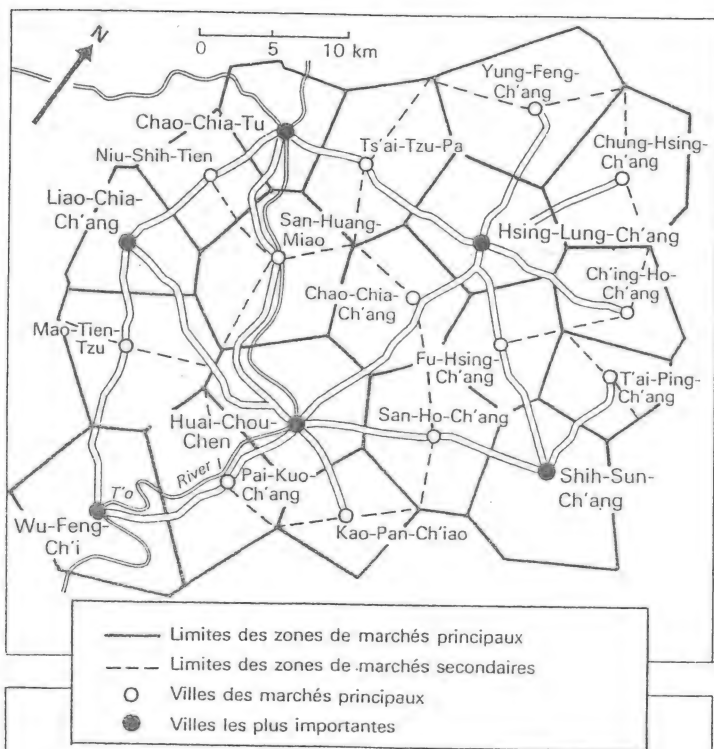 N
0 5 10 km
Yung-Feng-
Ch'ang
Chao-Chia-Tu
Ts'ai-Tzu-Pa
Chung-Hsing-
Ch'ang
Niu-Shih-Tien
Liao-Chia-
Ch'ang
San-Huang-
Miao
Hsing-Lung-Ch'ang
Ch'ing-Ho-
Ch'ang
Chao-Chia-
Ch'ang
Mao-Tien-
Tzu
Fu-Hsing-
Ch'ang
T'ai-Ping-
Ch'ang
Huai-Chou-
Chen
San-Ho-Ch'ang
T'o River
Pai-Kuo-
Ch'ang
Shih-Sun-
Ch'ang
Wu-Feng-
Ch'i
Kao-Pan-Ch'iao
Limites des zones de marchés principaux
Limites des zones de marchés secondaires
Villes des marchés principaux
Villes les plus importantes